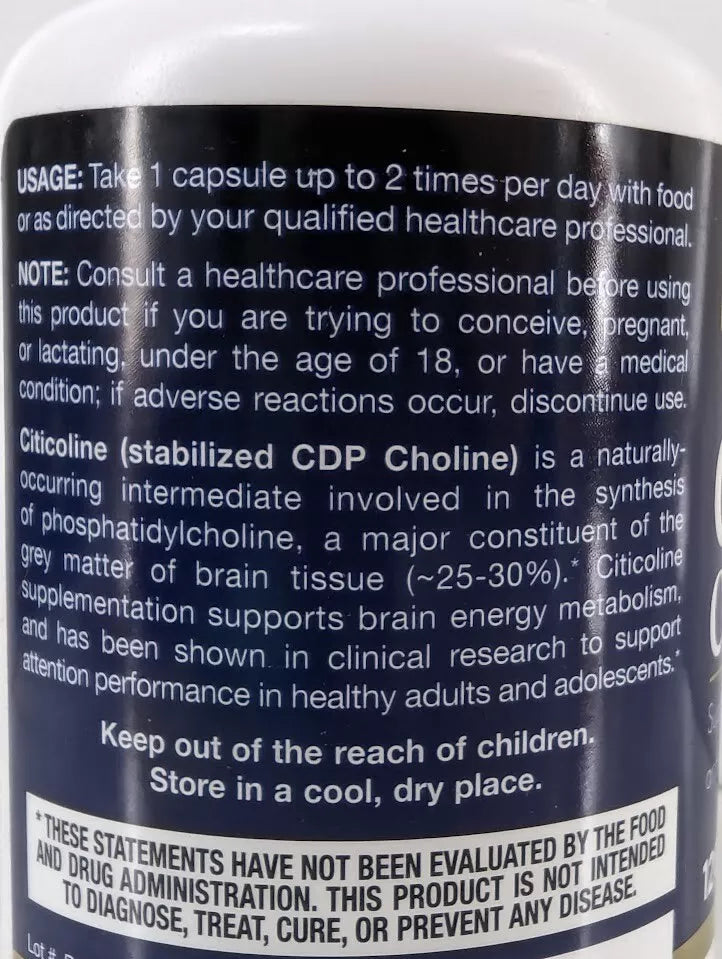 USAGE: Take 1 capsule up to 2 times per day with food
or as directed by your qualified healthcare professional.
NOTE: Consult a healthcare professional before using
this product if you are trying to conceive, pregnant,
or lactating, under the age of 18, or have a medical
condition; if adverse reactions occur, discontinue use.
Citicoline (stabilized CDP Choline) is a naturally-
occurring intermediate involved in the synthesis
of phosphatidylcholine, a major constituent of the
grey matter of brain tissue (~25-30%).* Citicoline
supplementation supports brain energy metabolism,
and has been shown in clinical research to support
attention performance in healthy adults and adolescents.*
Keep out of the reach of children.
Store in a cool, dry place.
*THESE STATEMENTS HAVE NOT BEEN EVALUATED BY THE FOOD
AND DRUG ADMINISTRATION. THIS PRODUCT IS NOT INTENDED
TO DIAGNOSE, TREAT, CURE, OR PREVENT ANY DISEASE.
Lot #